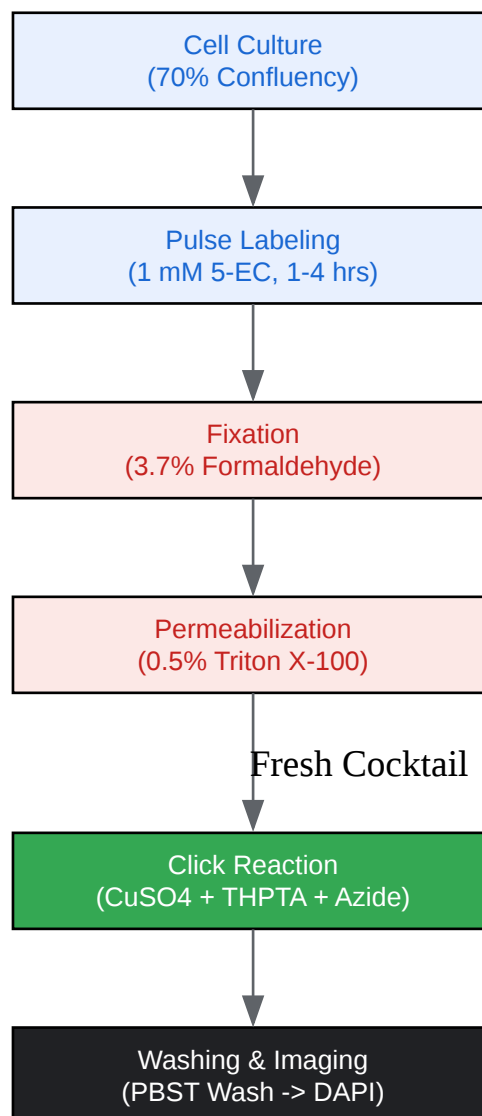 Cell Culture
(70% Confluency)
Pulse Labeling
(1 mM 5-EC, 1-4 hrs)
Fixation
(3.7% Formaldehyde)
Permeabilization
(0.5% Triton X-100)
Fresh Cocktail
Click Reaction
(CuSO4 + THPTA + Azide)
Washing & Imaging
(PBST Wash -> DAPI)